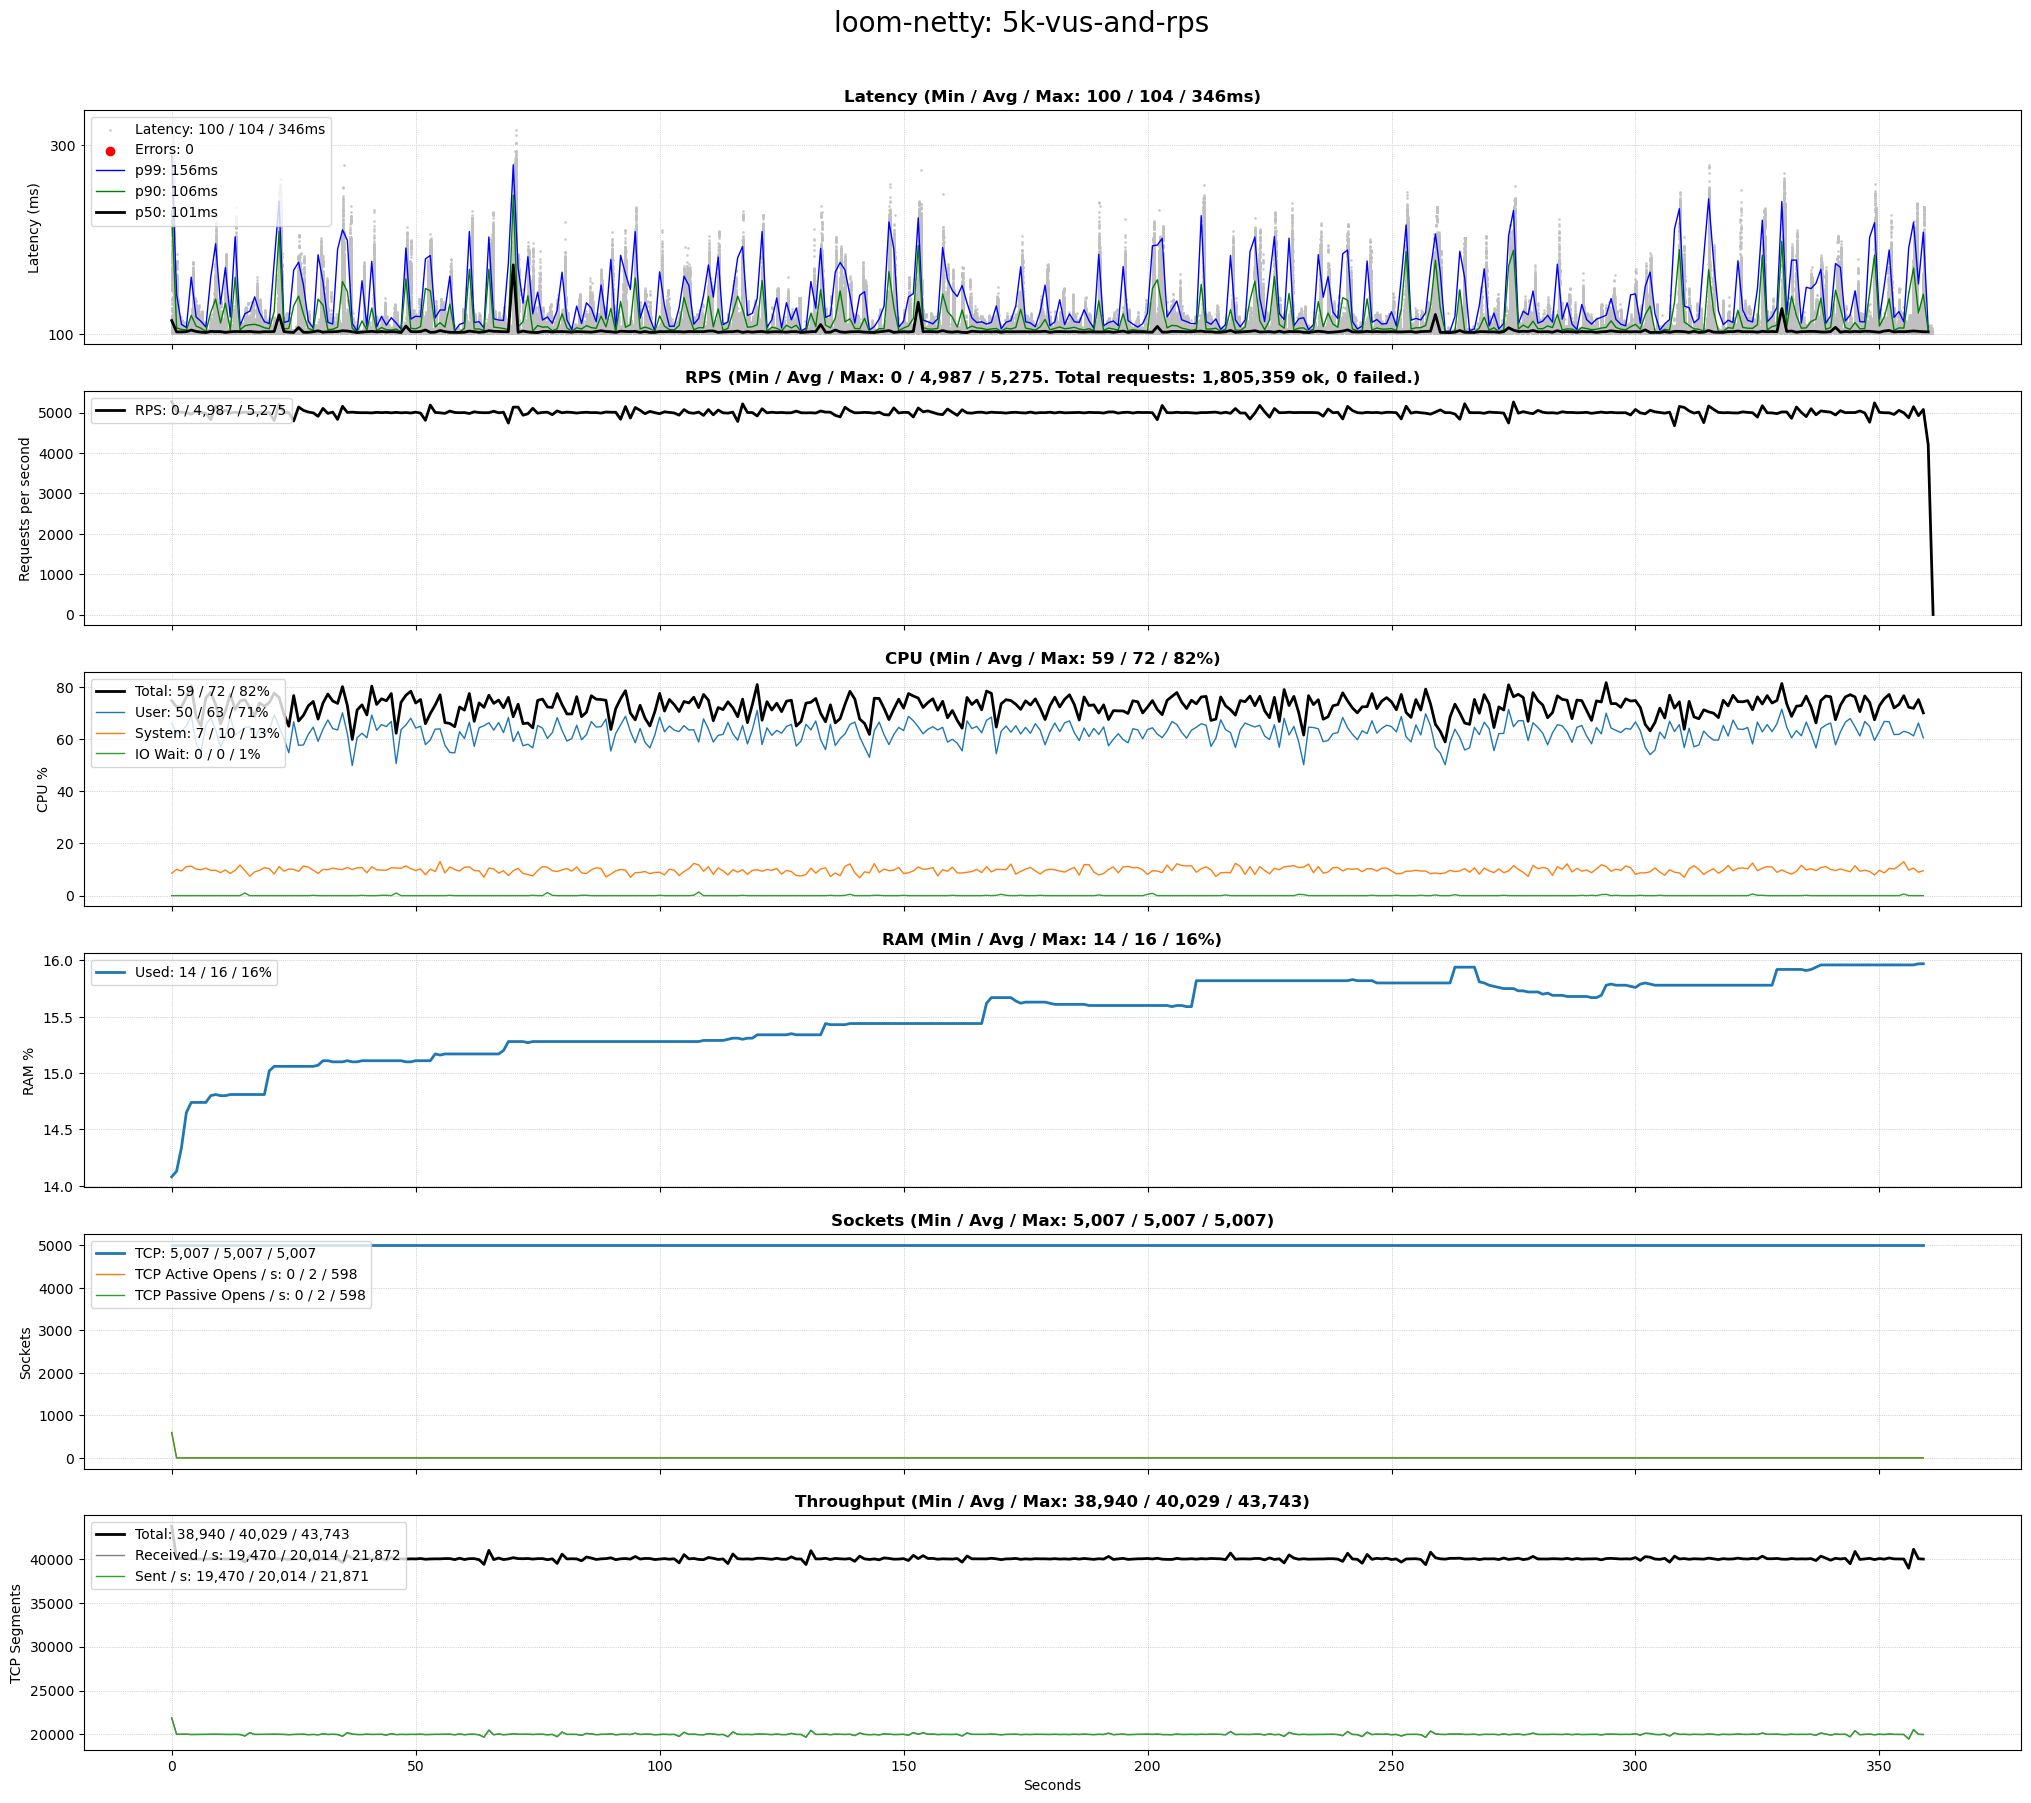 loom-netty: 5k-vus-and-rps
Latency (Min / Avg / Max: 100 / 104 / 346ms)
Latency: 100 / 104 / 346ms
Errors: 0
p99: 156ms
p90: 106ms
p50: 101ms
300
100
Latency (ms)
RPS (Min / Avg / Max: 0 / 4,987 / 5,275. Total requests: 1,805,359 ok, 0 failed.)
RPS: 0 / 4,987 / 5,275
5000
4000
3000
2000
1000
0
Requests per second
CPU (Min / Avg / Max: 59 / 72 / 82%)
Total: 59 / 72 / 82%
User: 50 / 63 / 71%
System: 7 / 10 / 13%
IO Wait: 0 / 0 / 1%
80
60
40
20
0
CPU %
RAM (Min / Avg / Max: 14 / 16 / 16%)
Used: 14 / 16 / 16%
16.0
15.5
15.0
14.5
14.0
RAM %
Sockets (Min / Avg / Max: 5,007 / 5,007 / 5,007)
TCP: 5,007 / 5,007 / 5,007
TCP Active Opens / s: 0 / 2 / 598
TCP Passive Opens / s: 0 / 2 / 598
5000
4000
3000
2000
1000
0
Sockets
Throughput (Min / Avg / Max: 38,940 / 40,029 / 43,743)
Total: 38,940 / 40,029 / 43,743
Received / s: 19,470 / 20,014 / 21,872
Sent / s: 19,470 / 20,014 / 21,871
40000
35000
30000
25000
20000
TCP Segments
0 50 100 150 200 250 300 350
Seconds